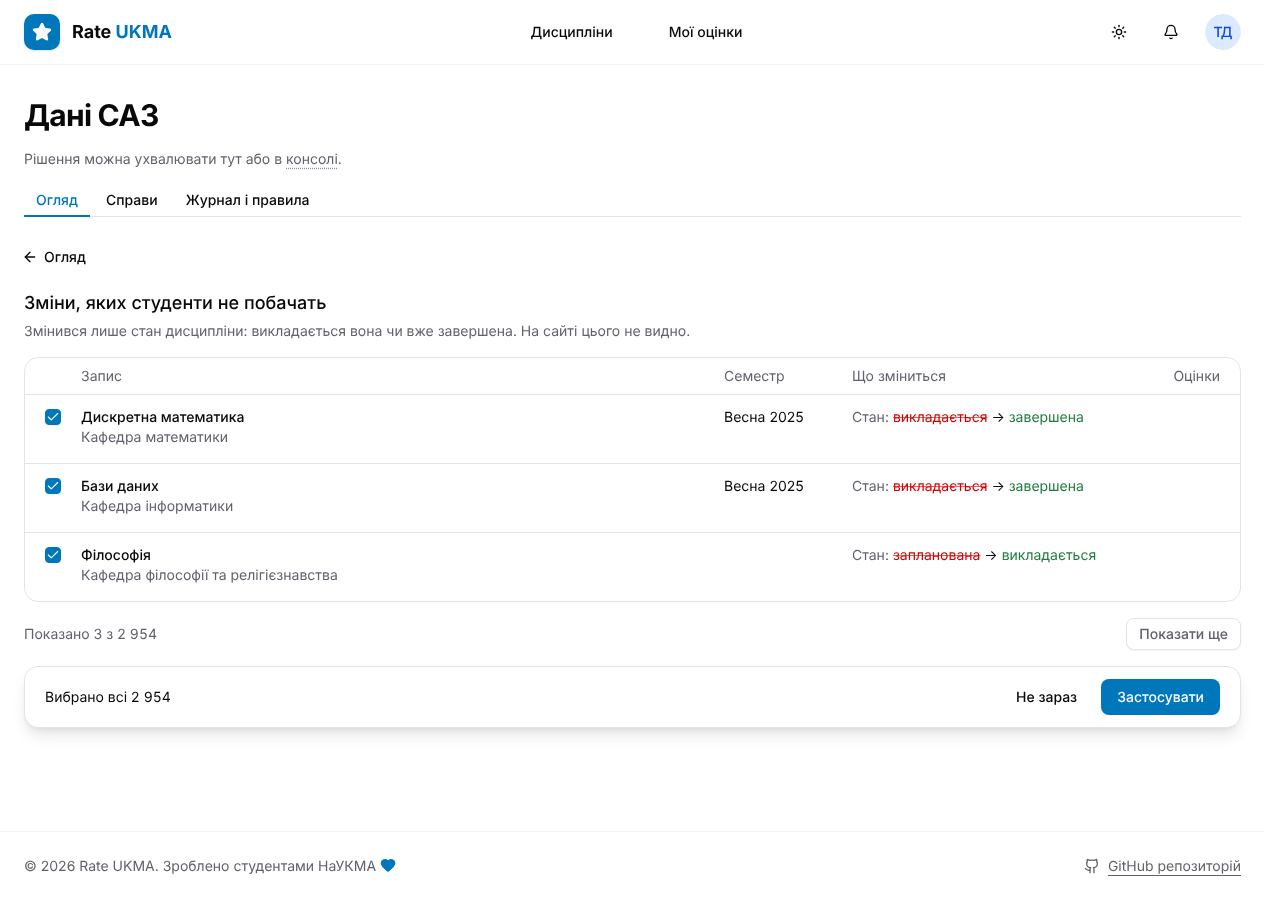 Rate UKMA
Дисципліни
Мої оцінки
ТД
Дані САЗ
Рішення можна ухвалювати тут або в консолі.
Огляд
Справи
Журнал і правила
← Огляд
Зміни, яких студенти не побачать
Змінився лише стан дисципліни: викладається вона чи вже завершена. На сайті цього не видно.
Запис Семестр Що зміниться Оцінки
Дискретна математика Весна 2025 Стан: викладається → завершена
Кафедра математики
Бази даних Весна 2025 Стан: викладається → завершена
Кафедра інформатики
Філософія Стан: запланована → викладається
Кафедра філософії та релігієзнавства
Показано 3 з 2 954
Показати ще
Вибрано всі 2 954
Не зараз
Застосувати
© 2026 Rate UKMA. Зроблено студентами НаУКМА
GitHub репозиторій